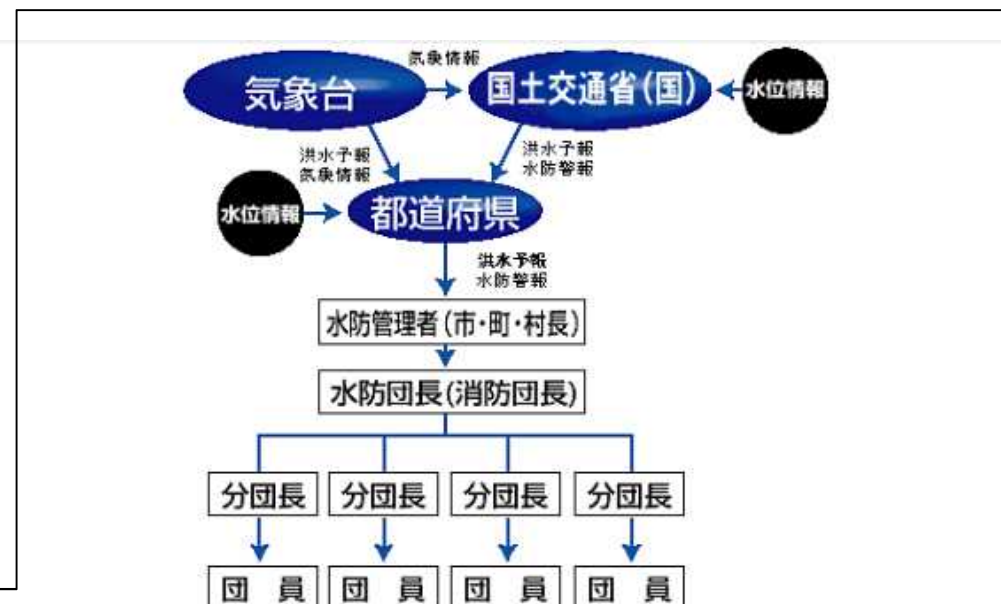 気象情報
気象台
国土交通省(国)
水位情報
洪水予報
気象情報
洪水予報
水防警報
水位情報
都道府県
洪水予報
水防警報
水防管理者(市・町・村長)
水防団長(消防団長)
分団長 分団長 分団長 分団長
団　員 団　員 団　員 団　員